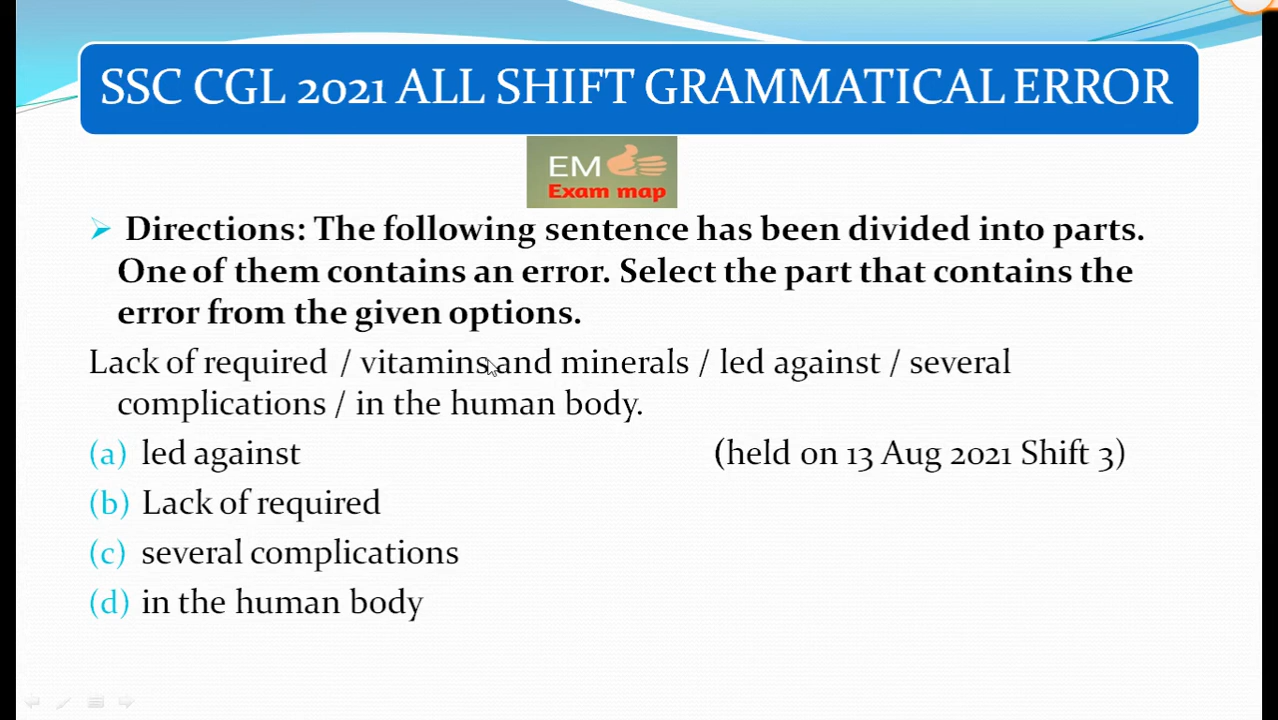 SSC CGL 2021 ALL SHIFT GRAMMATICAL ERROR
EM
Exam map
Directions: The following sentence has been divided into parts.
One of them contains an error. Select the part that contains the
error from the given options.
Lack of required / vitamins and minerals / led against / several
complications / in the human body.
(a) led against (held on 13 Aug 2021 Shift 3)
(b) Lack of required
(c) several complications
(d) in the human body